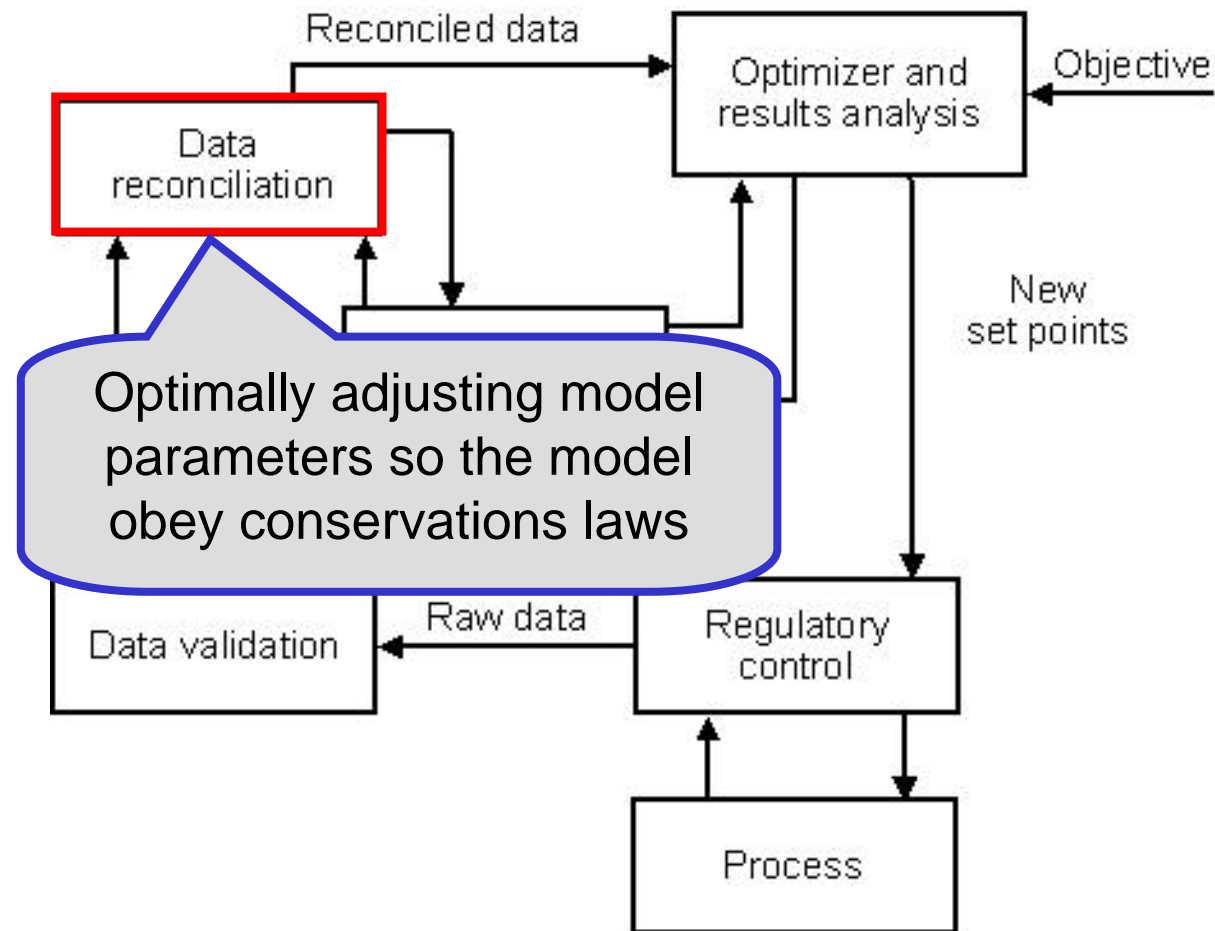 Reconciled data
Optimizer and
results analysis
Objective
Data
reconciliation
New
set points
Optimally adjusting model
parameters so the model
obey conservations laws
Data validation
Raw data
Regulatory
control
Process